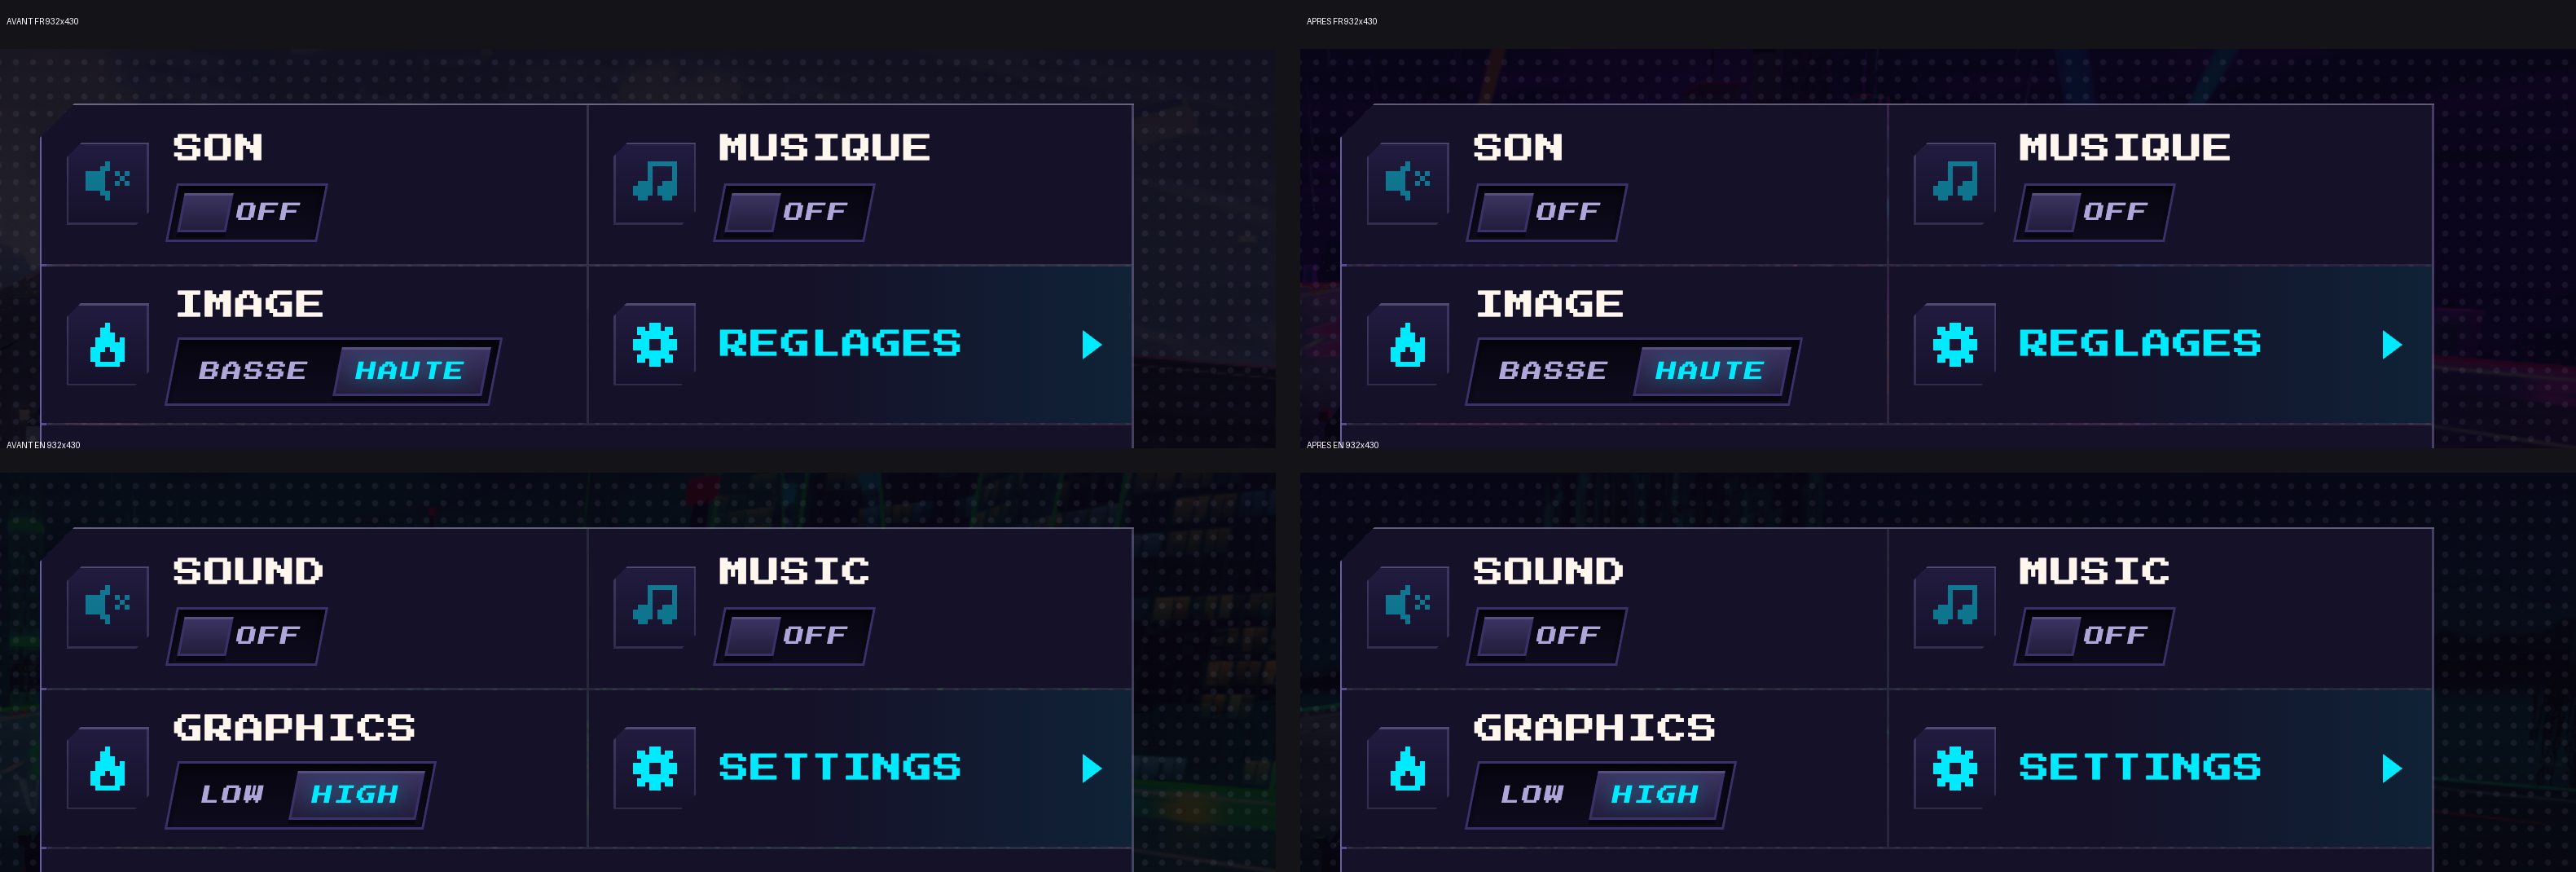 AVANT FR 932x430
APRES FR 932x430
SON
MUSIQUE
OFF
OFF
IMAGE
BASSE HAUTE
REGLAGES
SON
MUSIQUE
OFF
OFF
IMAGE
BASSE HAUTE
REGLAGES
AVANT EN 932x430
APRES EN 932x430
SOUND
MUSIC
OFF
OFF
GRAPHICS
LOW HIGH
SETTINGS
SOUND
MUSIC
OFF
OFF
GRAPHICS
LOW HIGH
SETTINGS